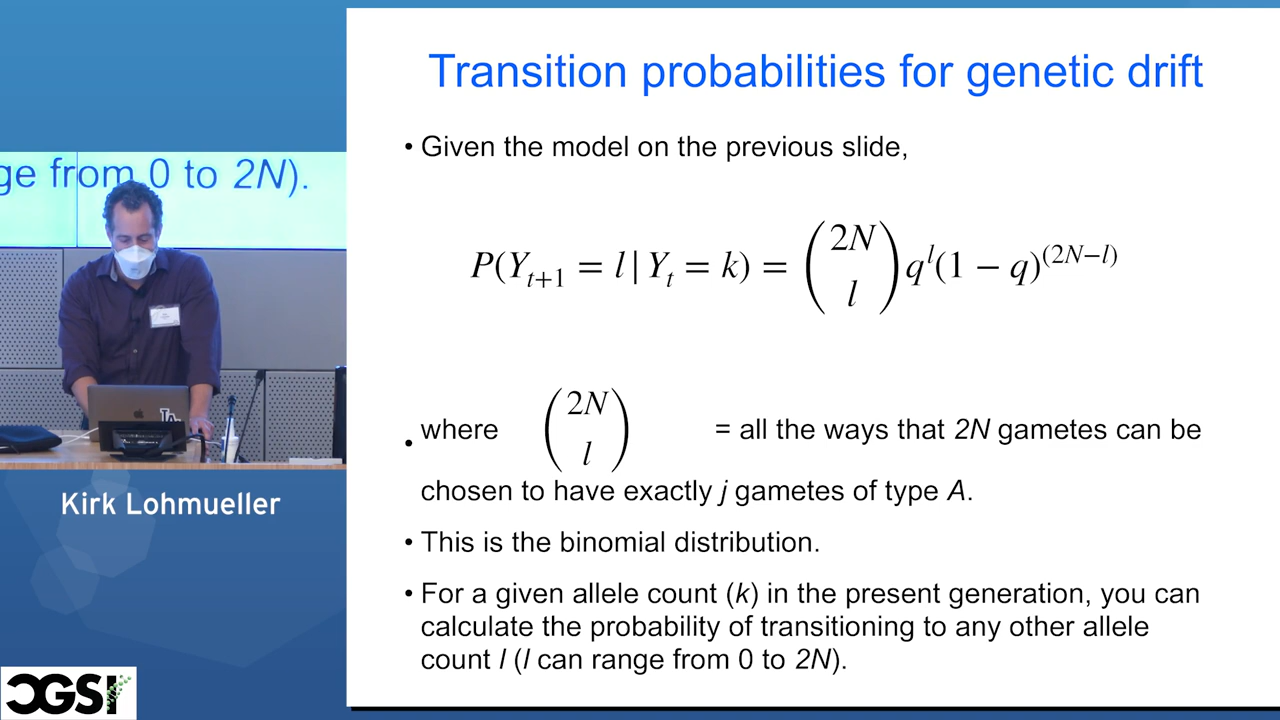 Transition probabilities for genetic drift
• Given the model on the previous slide,
P(Y_{t+1} = l | Y_t = k) = \binom{2N}{l} q^l (1 − q)^{(2N−l)}
• where \binom{2N}{l} = all the ways that 2N gametes can be
chosen to have exactly j gametes of type A.
• This is the binomial distribution.
• For a given allele count (k) in the present generation, you can
calculate the probability of transitioning to any other allele
count l (l can range from 0 to 2N).
ge from 0 to 2N).
LA
Kirk Lohmueller
CGSI